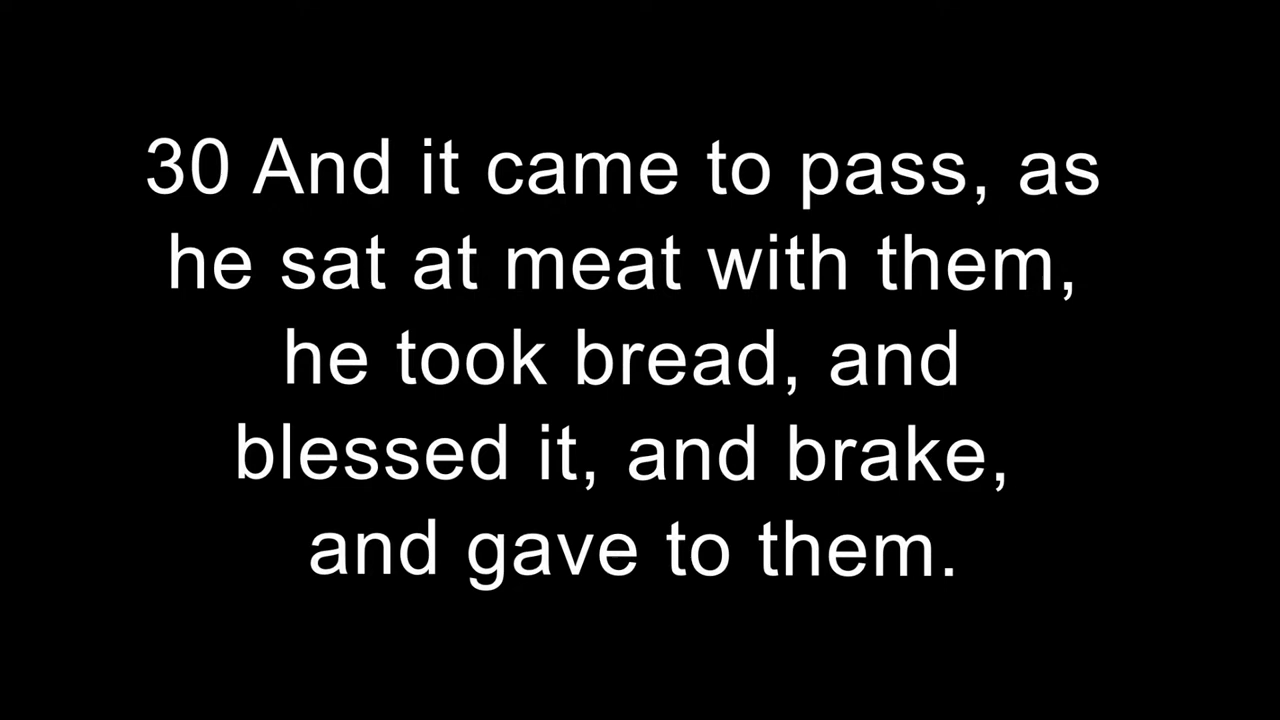 30 And it came to pass, as
he sat at meat with them,
he took bread, and
blessed it, and brake,
and gave to them.